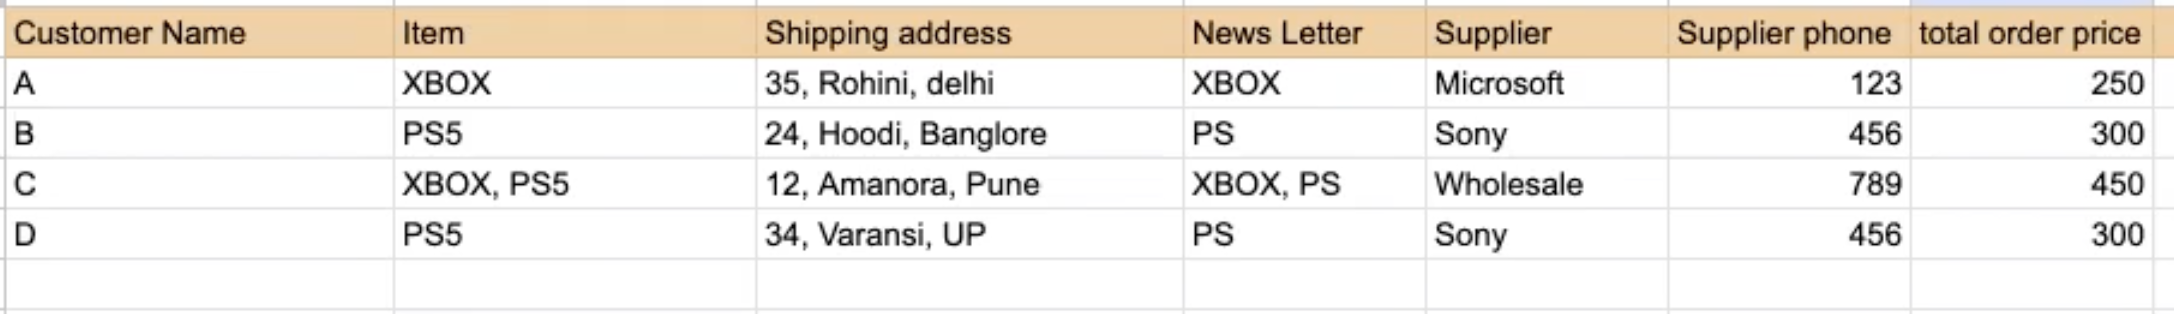 Customer Name Item Shipping address News Letter Supplier Supplier phone total order price
A XBOX 35, Rohini, delhi XBOX Microsoft 123 250
B PS5 24, Hoodi, Banglore PS Sony 456 300
C XBOX, PS5 12, Amanora, Pune XBOX, PS Wholesale 789 450
D PS5 34, Varansi, UP PS Sony 456 300